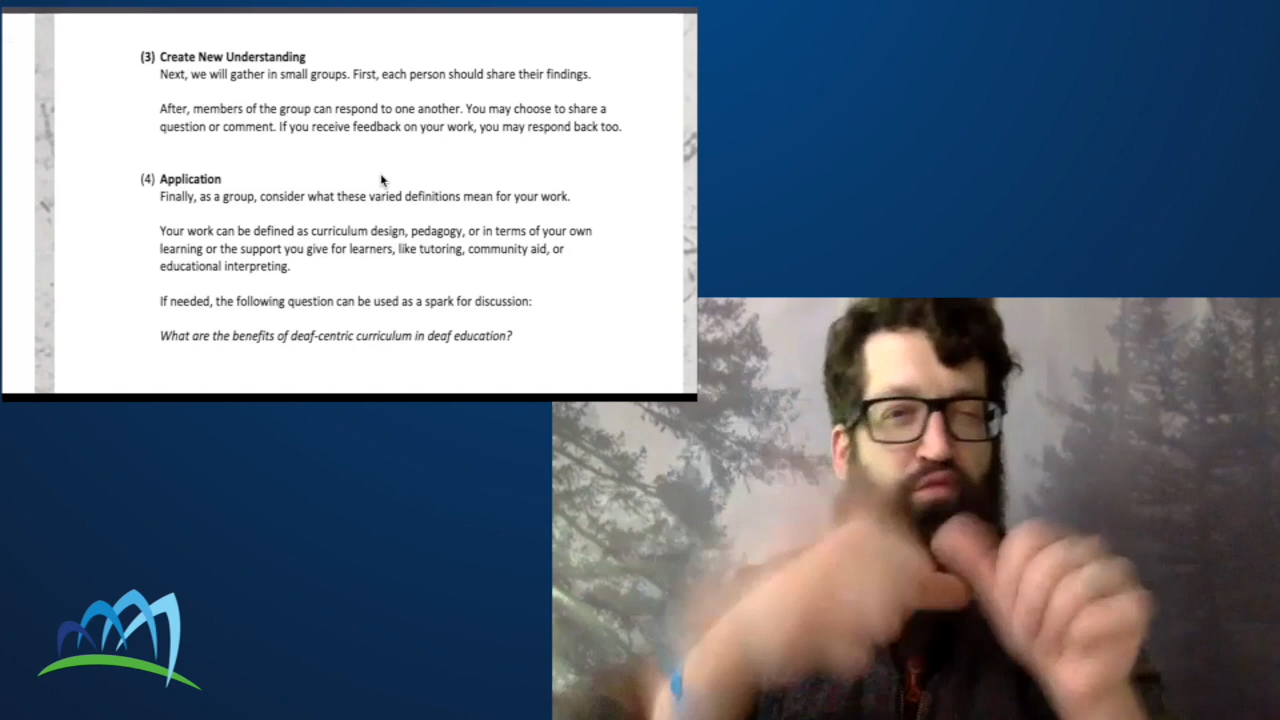 (3) Create New Understanding
Next, we will gather in small groups. First, each person should share their findings.
After, members of the group can respond to one another. You may choose to share a
question or comment. If you receive feedback on your work, you may respond back too.
(4) Application
Finally, as a group, consider what these varied definitions mean for your work.
Your work can be defined as curriculum design, pedagogy, or in terms of your own
learning or the support you give for learners, like tutoring, community aid, or
educational interpreting.
If needed, the following question can be used as a spark for discussion:
What are the benefits of deaf-centric curriculum in deaf education?